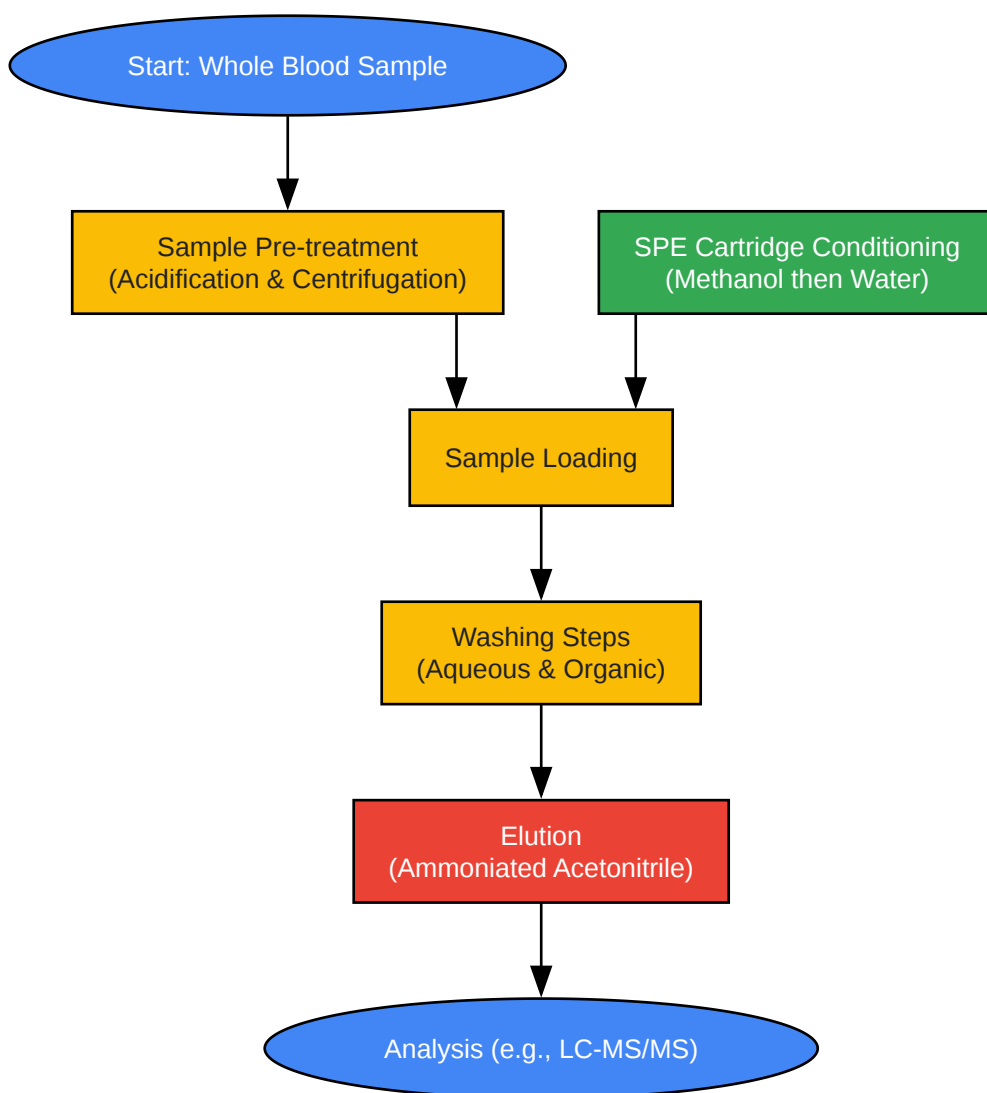 Start: Whole Blood Sample
Sample Pre-treatment
(Acidification & Centrifugation)
SPE Cartridge Conditioning
(Methanol then Water)
Sample Loading
Washing Steps
(Aqueous & Organic)
Elution
(Ammoniated Acetonitrile)
Analysis (e.g., LC-MS/MS)